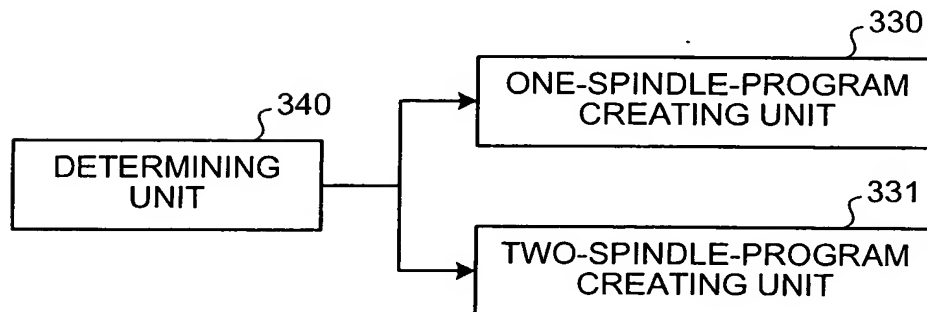 330
ONE-SPINDLE-PROGRAM
CREATING UNIT
340
DETERMINING
UNIT
331
TWO-SPINDLE-PROGRAM
CREATING UNIT